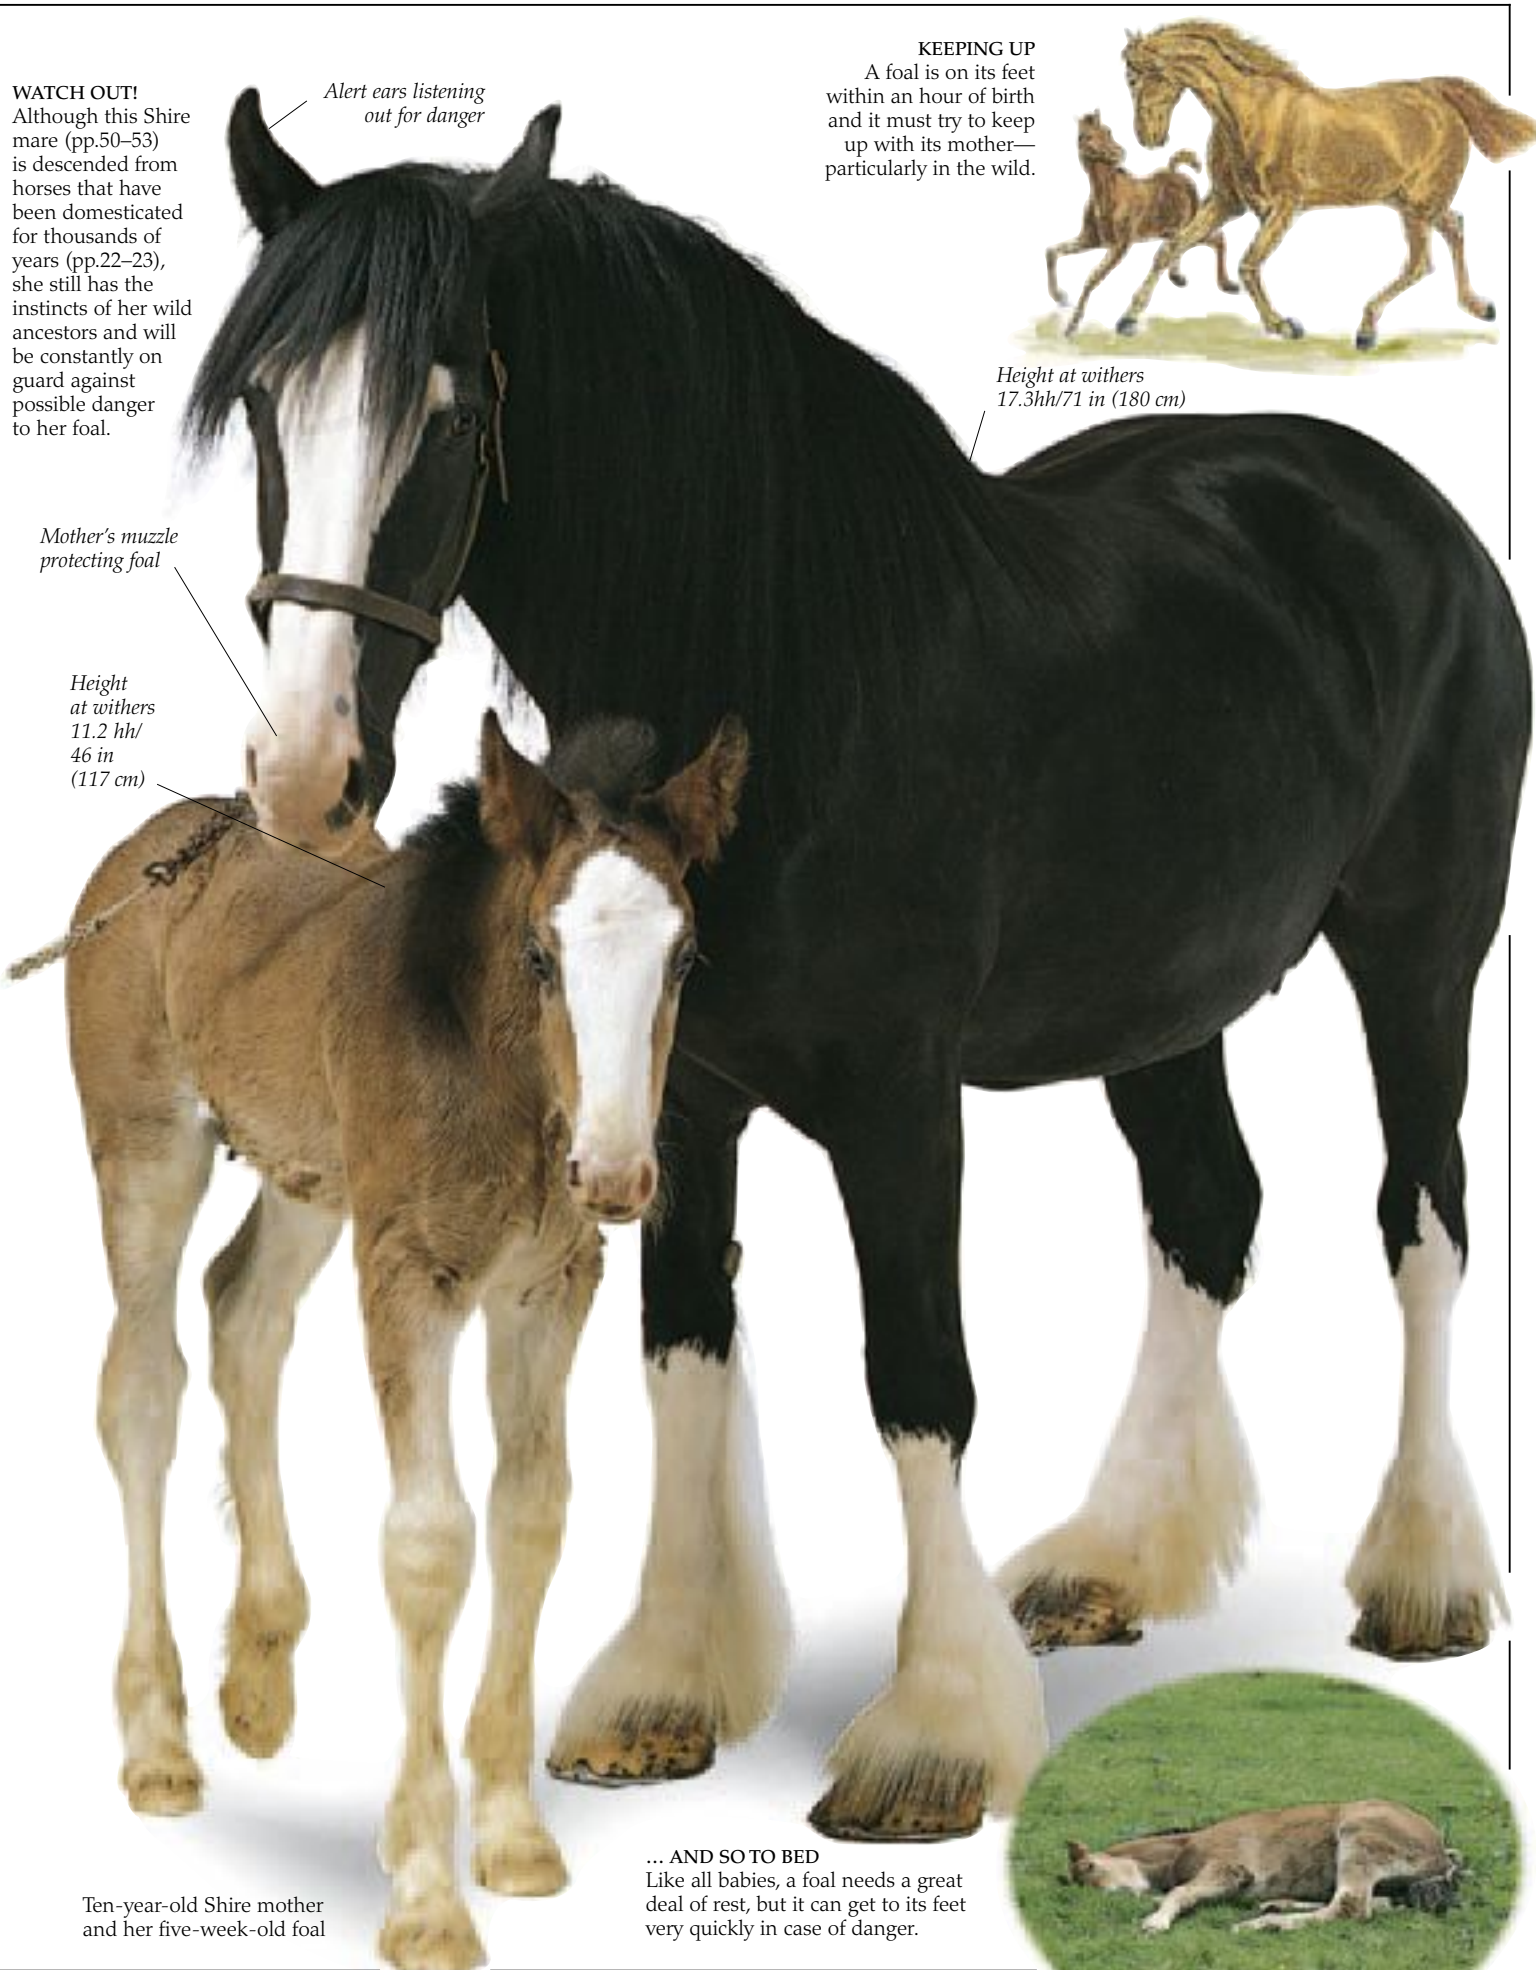 WATCH OUT!
Although this Shire
mare (pp.50–53)
is descended from
horses that have
been domesticated
for thousands of
years (pp.22–23),
she still has the
instincts of her wild
ancestors and will
be constantly on
guard against
possible danger
to her foal.
Alert ears listening
out for danger
KEEPING UP
A foal is on its feet
within an hour of birth
and it must try to keep
up with its mother—
particularly in the wild.
Height at withers
17.3hh/71 in (180 cm)
Mother’s muzzle
protecting foal
Height
at withers
11.2 hh/
46 in
(117 cm)
Ten-year-old Shire mother
and her five-week-old foal
… AND SO TO BED
Like all babies, a foal needs a great
deal of rest, but it can get to its feet
very quickly in case of danger.